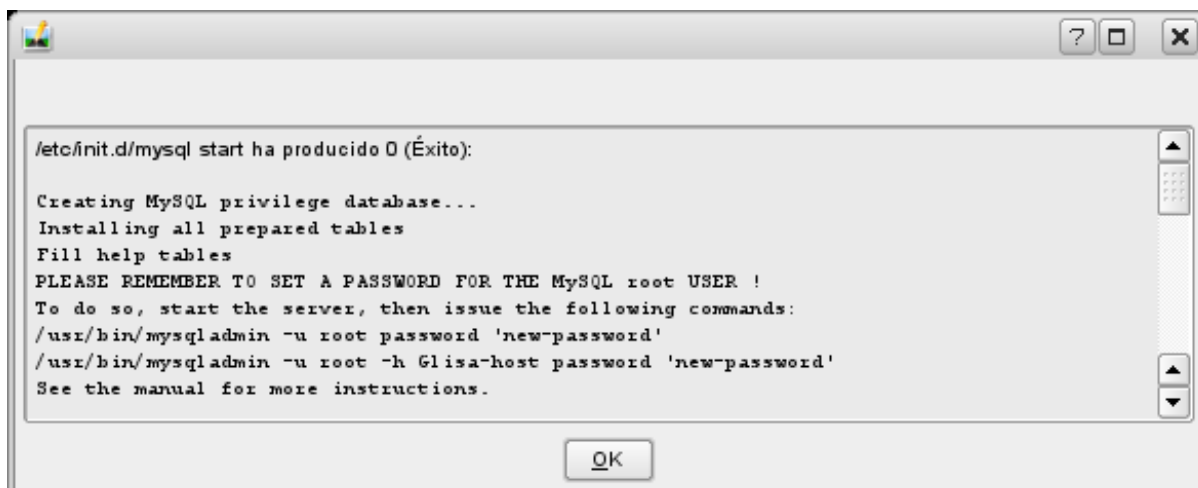 /etc/init.d/mysql start ha producido 0 (Éxito):
Creating MySQL privilege database...
Installing all prepared tables
Fill help tables
PLEASE REMEMBER TO SET A PASSWORD FOR THE MySQL root USER !
To do so, start the server, then issue the following commands:
/usr/bin/mysqladmin -u root password 'new-password'
/usr/bin/mysqladmin -u root -h Glisa-host password 'new-password'
See the manual for more instructions.
OK